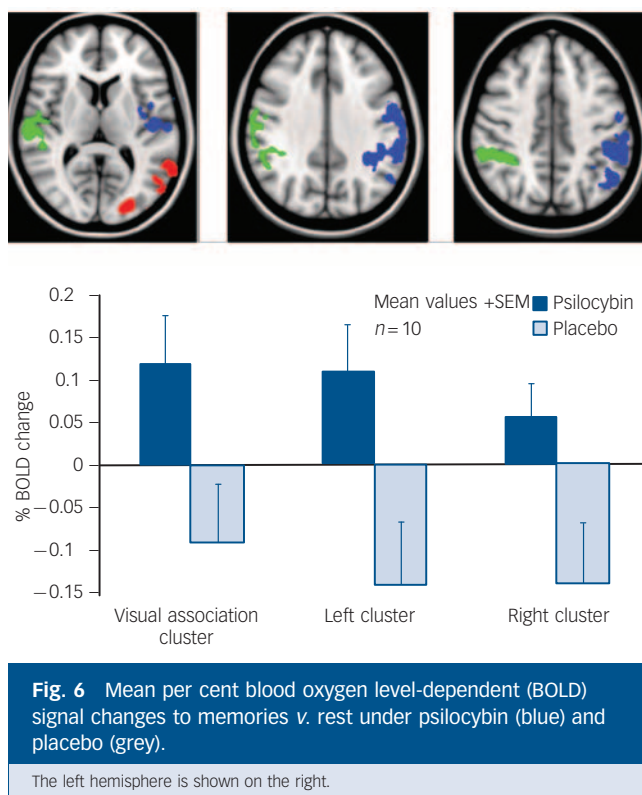 Mean values +SEM
n=10
Psilocybin
Placebo
% BOLD change
0.2
0.15
0.1
0.05
0
−0.05
−0.1
−0.15
Visual association
cluster
Left cluster
Right cluster
Fig. 6 Mean per cent blood oxygen level-dependent (BOLD)
signal changes to memories v. rest under psilocybin (blue) and
placebo (grey).
The left hemisphere is shown on the right.